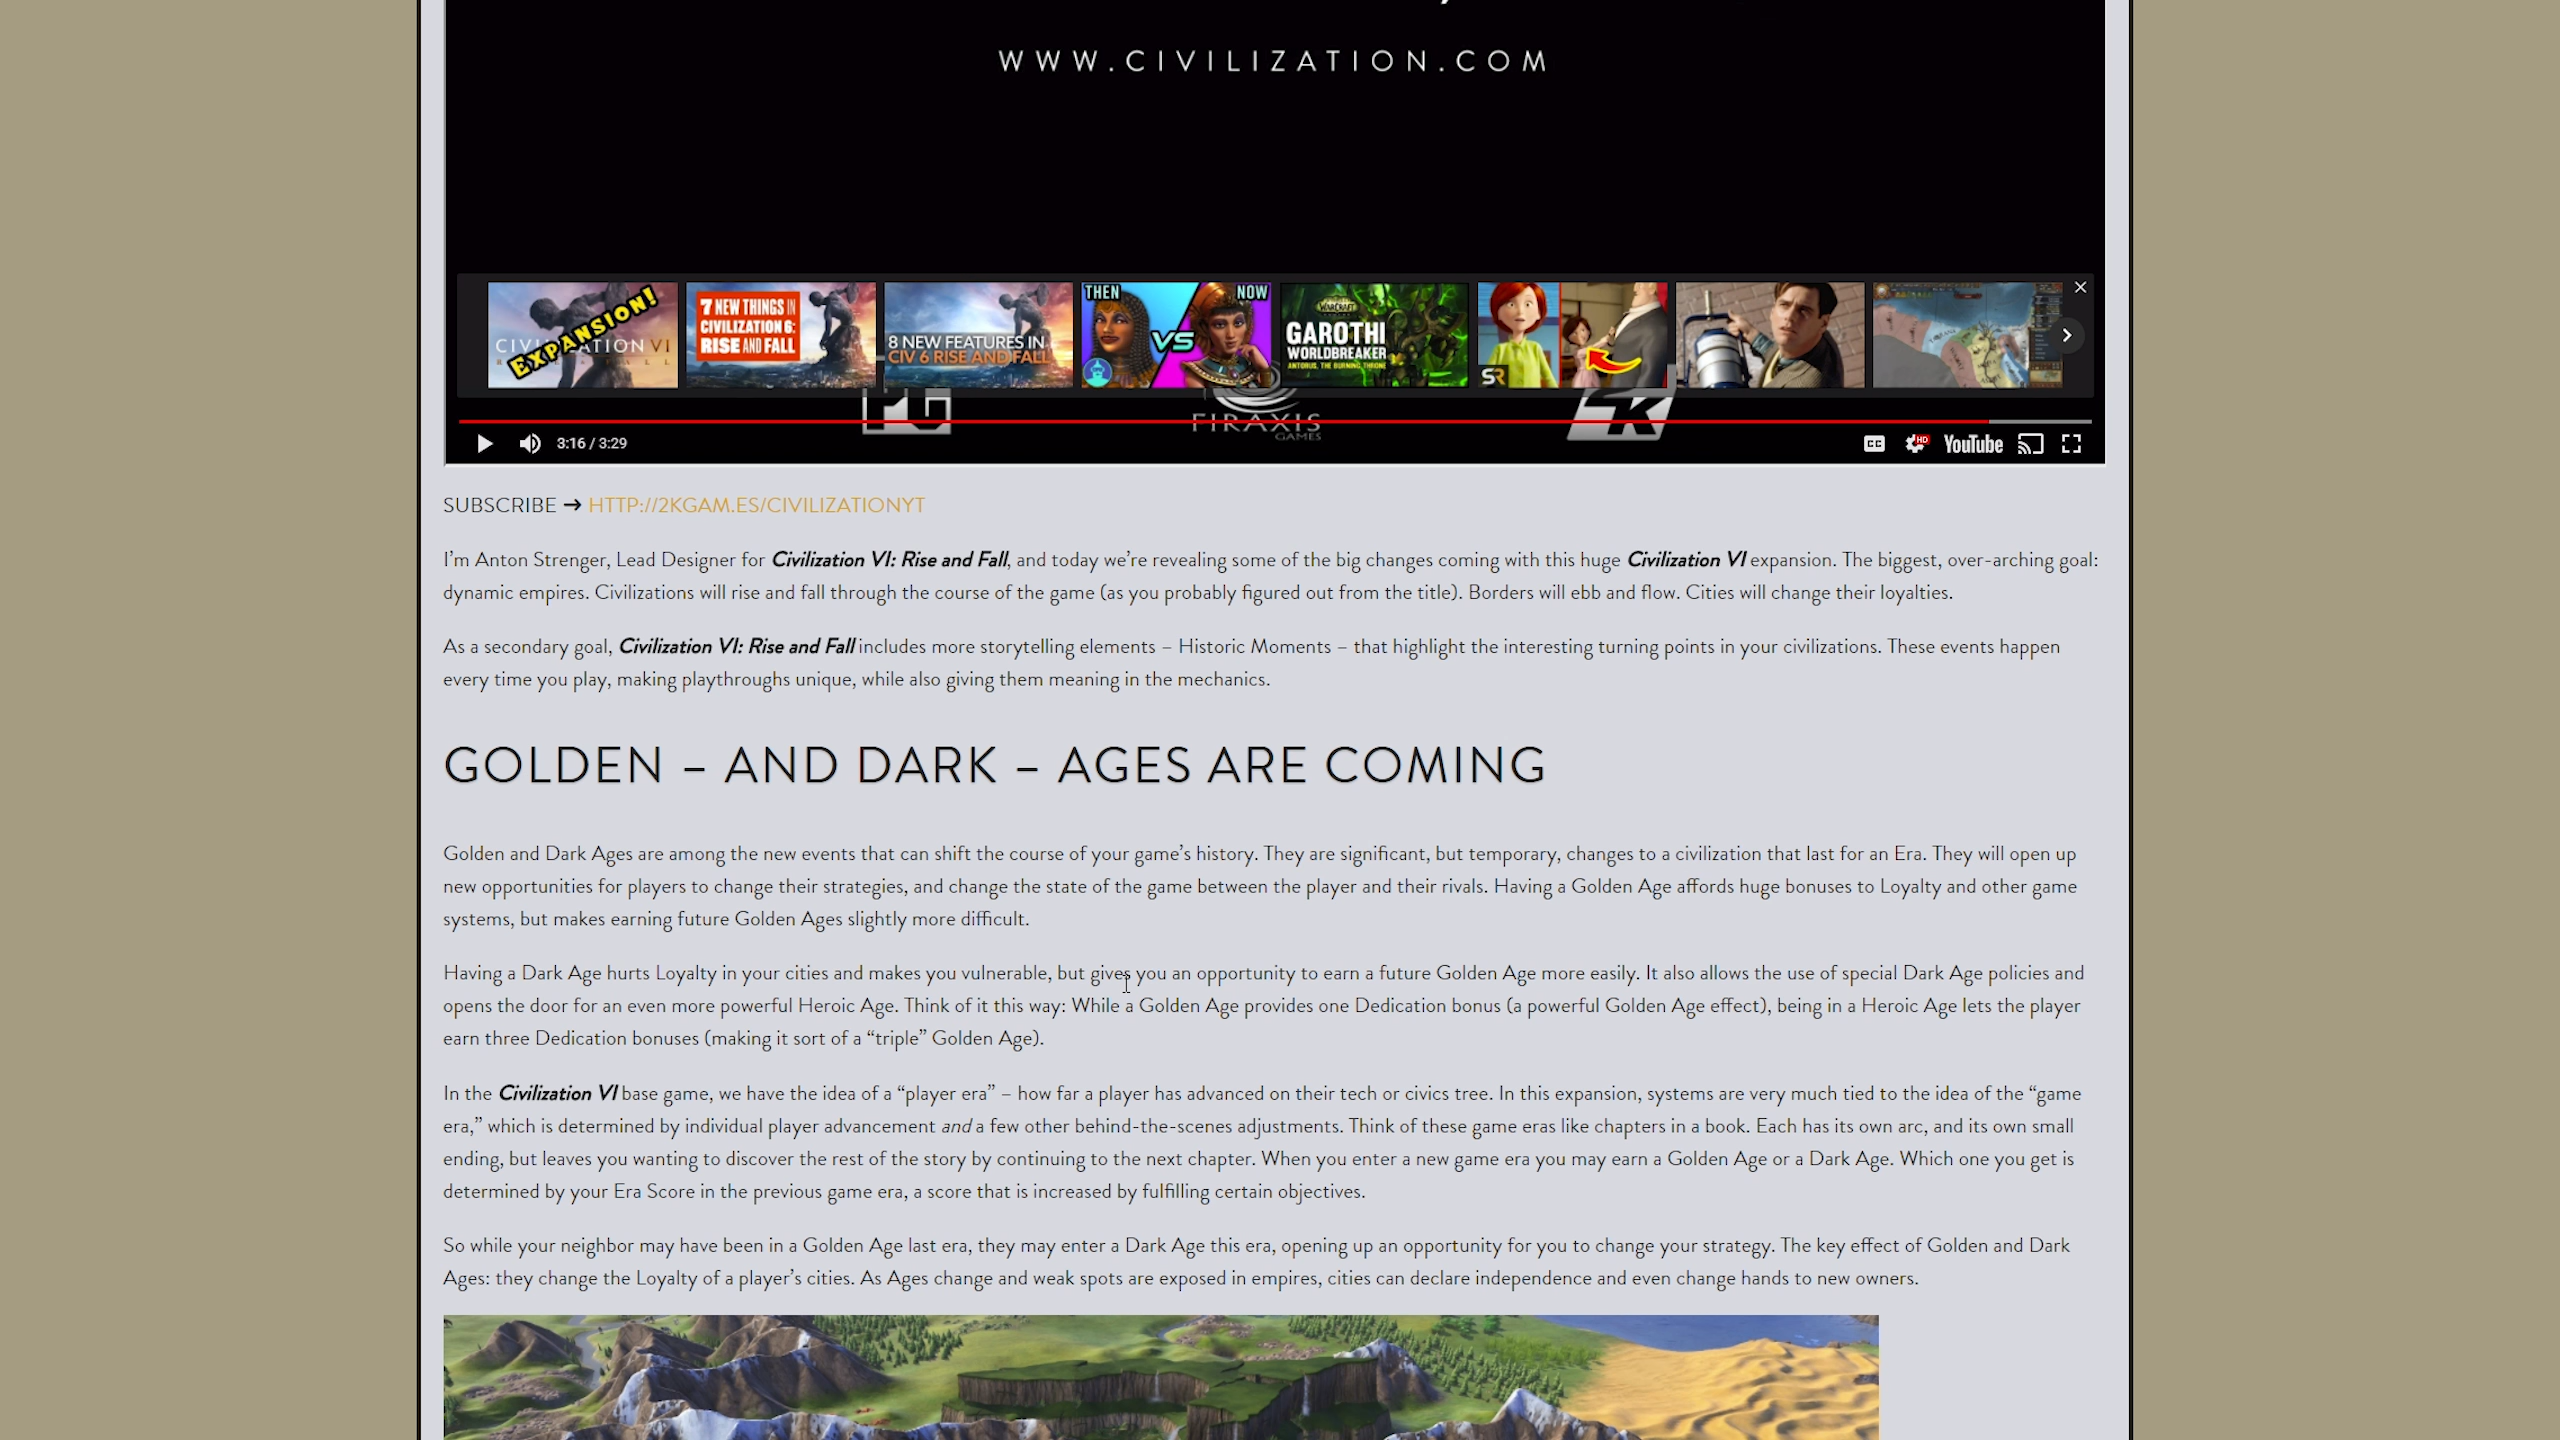 WWW.CIVILIZATION.COM
EXPANSION!
CIVILIZATION VI
7 NEW THINGS IN
CIVILIZATION 6:
RISE AND FALL
8 NEW FEATURES IN
CIV 6 RISE AND FALL
THEN
NOW
VS
WARCRAFT
GAROTHI
WORLDBREAKER
ANTORUS, THE BURNING THRONE
SR
FIRAXIS
GAMES
2K
3:16 / 3:29
CC
HD
YouTube
SUBSCRIBE ➞ HTTP://2KGAM.ES/CIVILIZATIONYT
I’m Anton Strenger, Lead Designer for Civilization VI: Rise and Fall, and today we’re revealing some of the big changes coming with this huge Civilization VI expansion. The biggest, over-arching goal:
dynamic empires. Civilizations will rise and fall through the course of the game (as you probably figured out from the title). Borders will ebb and flow. Cities will change their loyalties.
As a secondary goal, Civilization VI: Rise and Fall includes more storytelling elements – Historic Moments – that highlight the interesting turning points in your civilizations. These events happen
every time you play, making playthroughs unique, while also giving them meaning in the mechanics.
GOLDEN – AND DARK – AGES ARE COMING
Golden and Dark Ages are among the new events that can shift the course of your game’s history. They are significant, but temporary, changes to a civilization that last for an Era. They will open up
new opportunities for players to change their strategies, and change the state of the game between the player and their rivals. Having a Golden Age affords huge bonuses to Loyalty and other game
systems, but makes earning future Golden Ages slightly more difficult.
Having a Dark Age hurts Loyalty in your cities and makes you vulnerable, but gives you an opportunity to earn a future Golden Age more easily. It also allows the use of special Dark Age policies and
opens the door for an even more powerful Heroic Age. Think of it this way: While a Golden Age provides one Dedication bonus (a powerful Golden Age effect), being in a Heroic Age lets the player
earn three Dedication bonuses (making it sort of a “triple” Golden Age).
In the Civilization VI base game, we have the idea of a “player era” – how far a player has advanced on their tech or civics tree. In this expansion, systems are very much tied to the idea of the “game
era,” which is determined by individual player advancement and a few other behind-the-scenes adjustments. Think of these game eras like chapters in a book. Each has its own arc, and its own small
ending, but leaves you wanting to discover the rest of the story by continuing to the next chapter. When you enter a new game era you may earn a Golden Age or a Dark Age. Which one you get is
determined by your Era Score in the previous game era, a score that is increased by fulfilling certain objectives.
So while your neighbor may have been in a Golden Age last era, they may enter a Dark Age this era, opening up an opportunity for you to change your strategy. The key effect of Golden and Dark
Ages: they change the Loyalty of a player’s cities. As Ages change and weak spots are exposed in empires, cities can declare independence and even change hands to new owners.